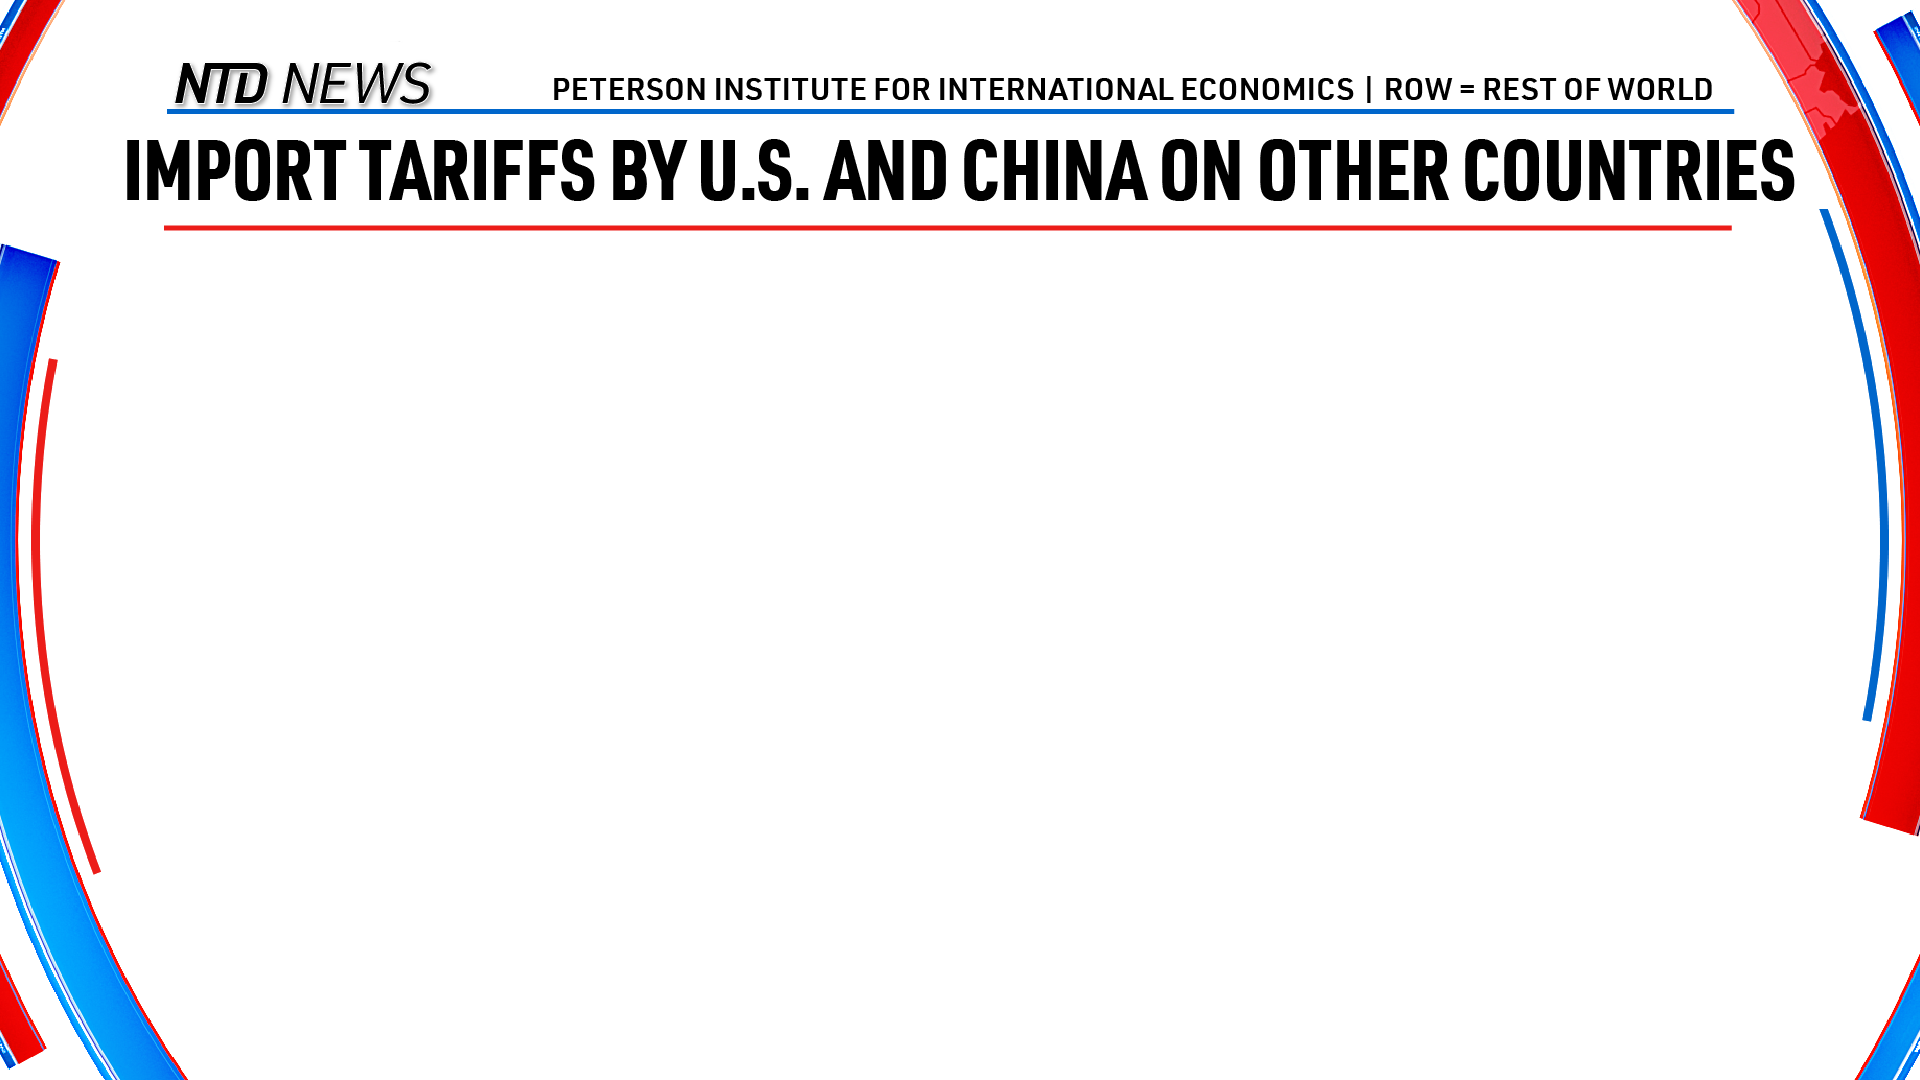 NTD NEWS
PETERSON INSTITUTE FOR INTERNATIONAL ECONOMICS | ROW = REST OF WORLD
IMPORT TARIFFS BY U.S. AND CHINA ON OTHER COUNTRIES